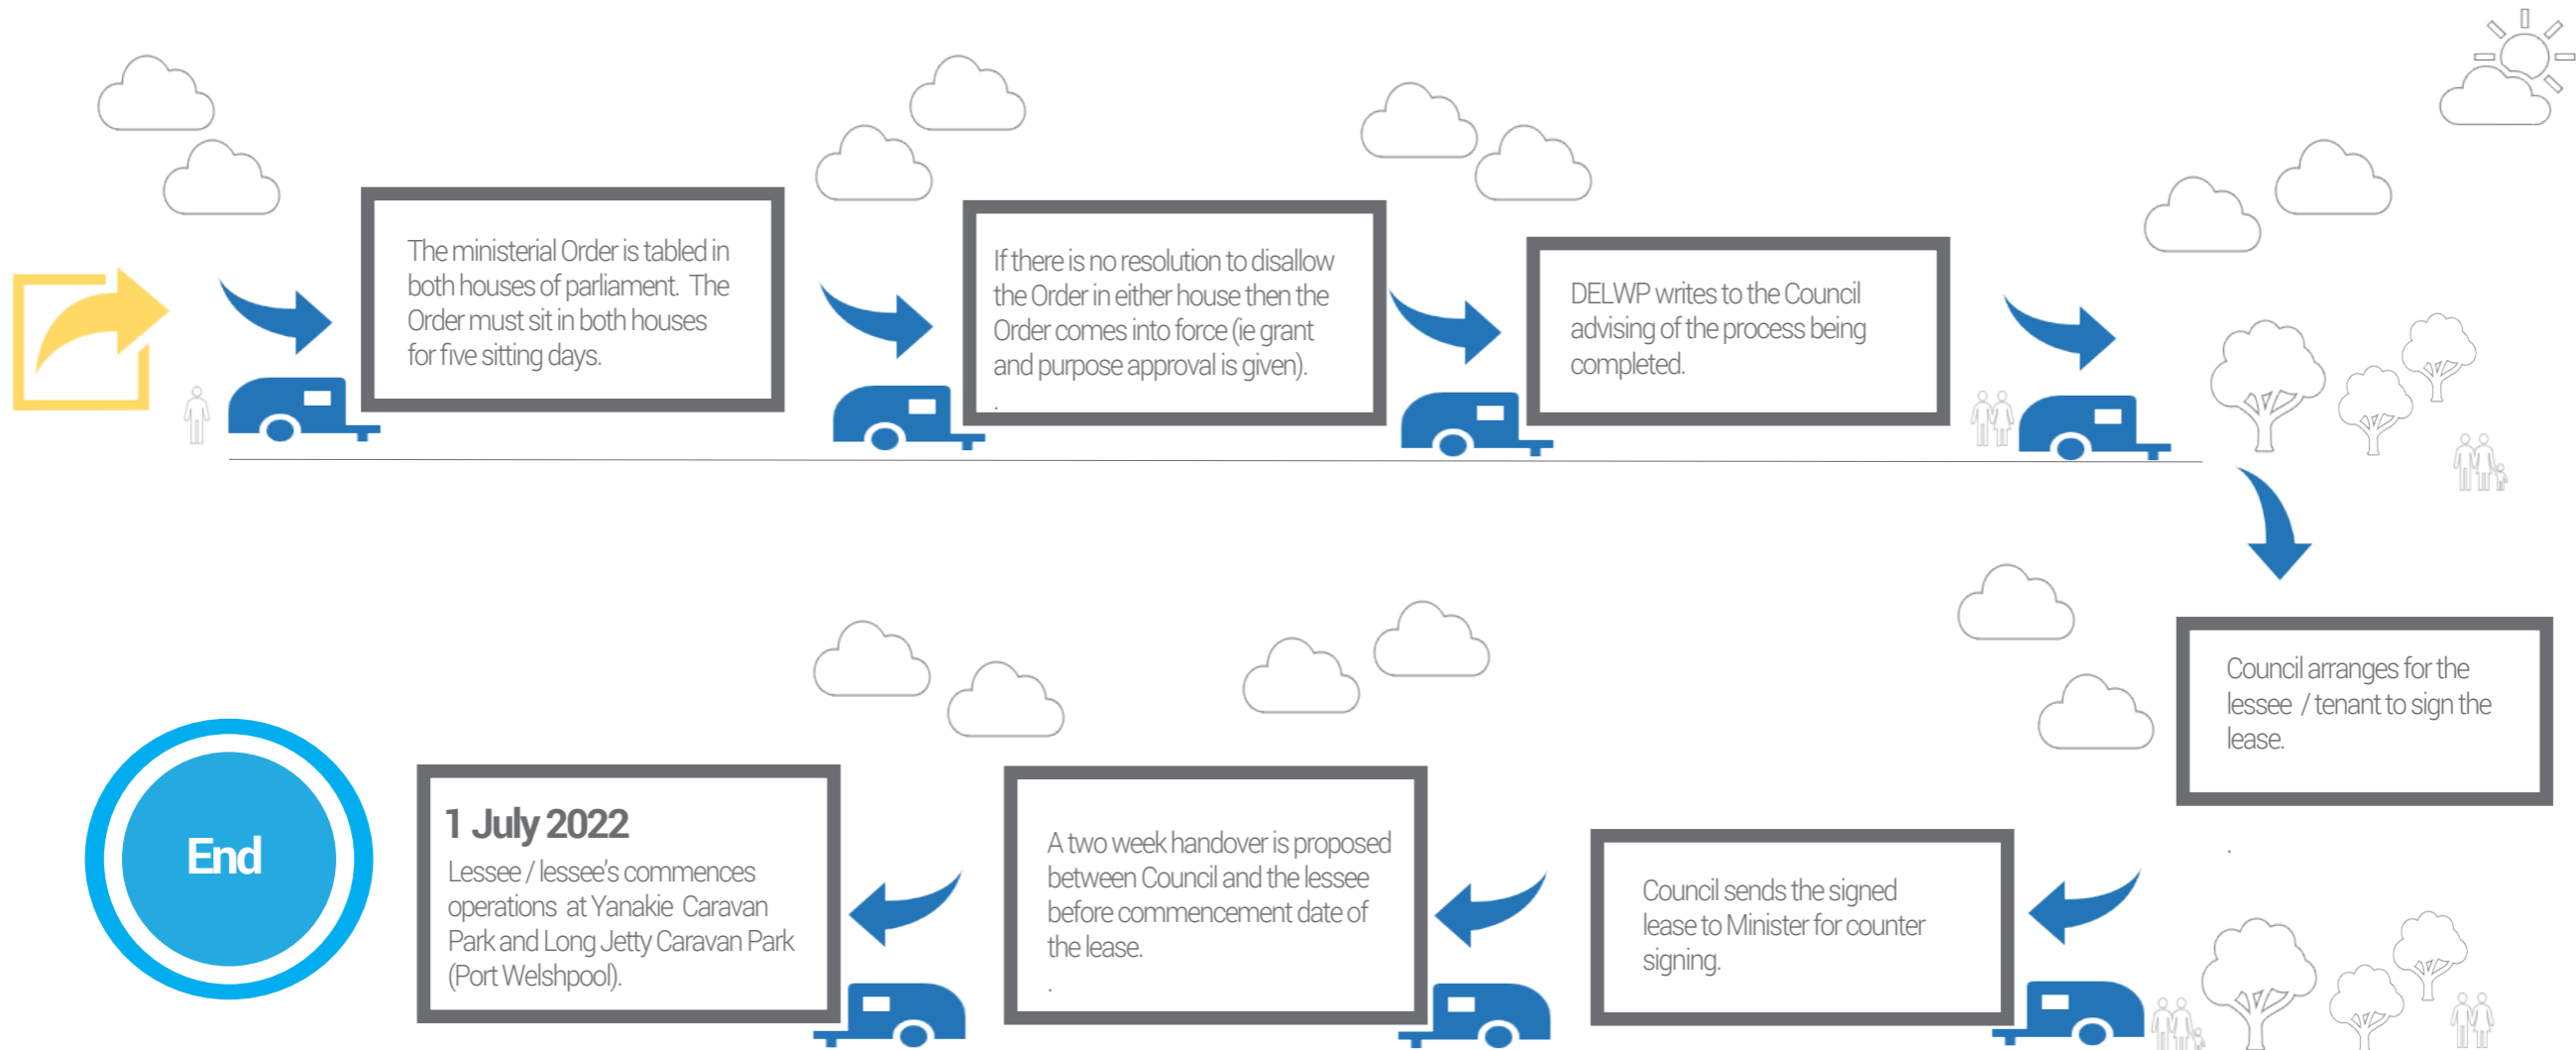 The ministerial Order is tabled in
both houses of parliament. The
Order must sit in both houses
for five sitting days.
If there is no resolution to disallow
the Order in either house then the
Order comes into force (ie grant
and purpose approval is given).
.
DELWP writes to the Council
advising of the process being
completed.
Council arranges for the
lessee / tenant to sign the
lease.
.
Council sends the signed
lease to Minister for counter
signing.
A two week handover is proposed
between Council and the lessee
before commencement date of
the lease.
.
1 July 2022
Lessee / lessee's commences
operations at Yanakie Caravan
Park and Long Jetty Caravan Park
(Port Welshpool).
End